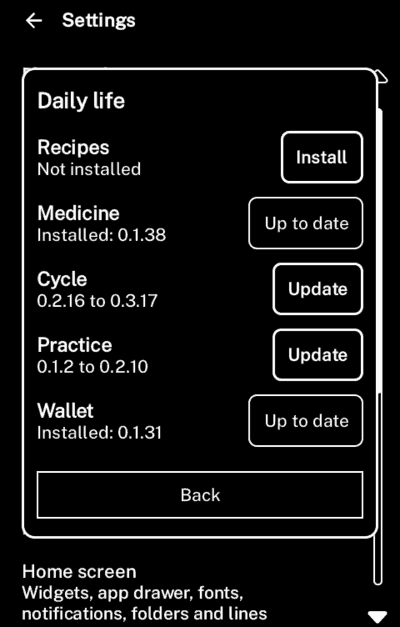 Settings
Daily life
Recipes
Not installed
Install
Medicine
Installed: 0.1.38
Up to date
Cycle
0.2.16 to 0.3.17
Update
Practice
0.1.2 to 0.2.10
Update
Wallet
Installed: 0.1.31
Up to date
Back
Home screen
Widgets, app drawer, fonts,
notifications, folders and lines